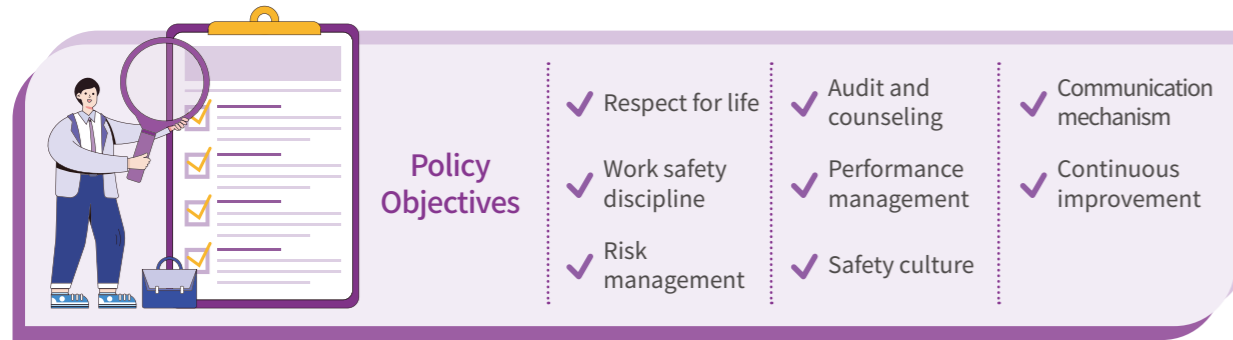 Policy
Objectives
Respect for life
Work safety
discipline
Risk
management
Audit and
counseling
Performance
management
Safety culture
Communication
mechanism
Continuous
improvement